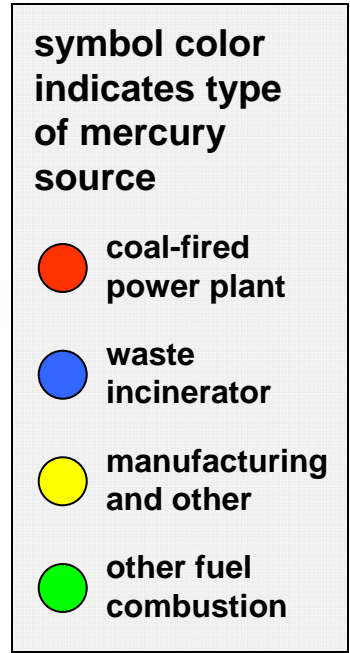 symbol color
indicates type
of mercury
source
coal-fired
power plant
waste
incinerator
manufacturing
and other
other fuel
combustion